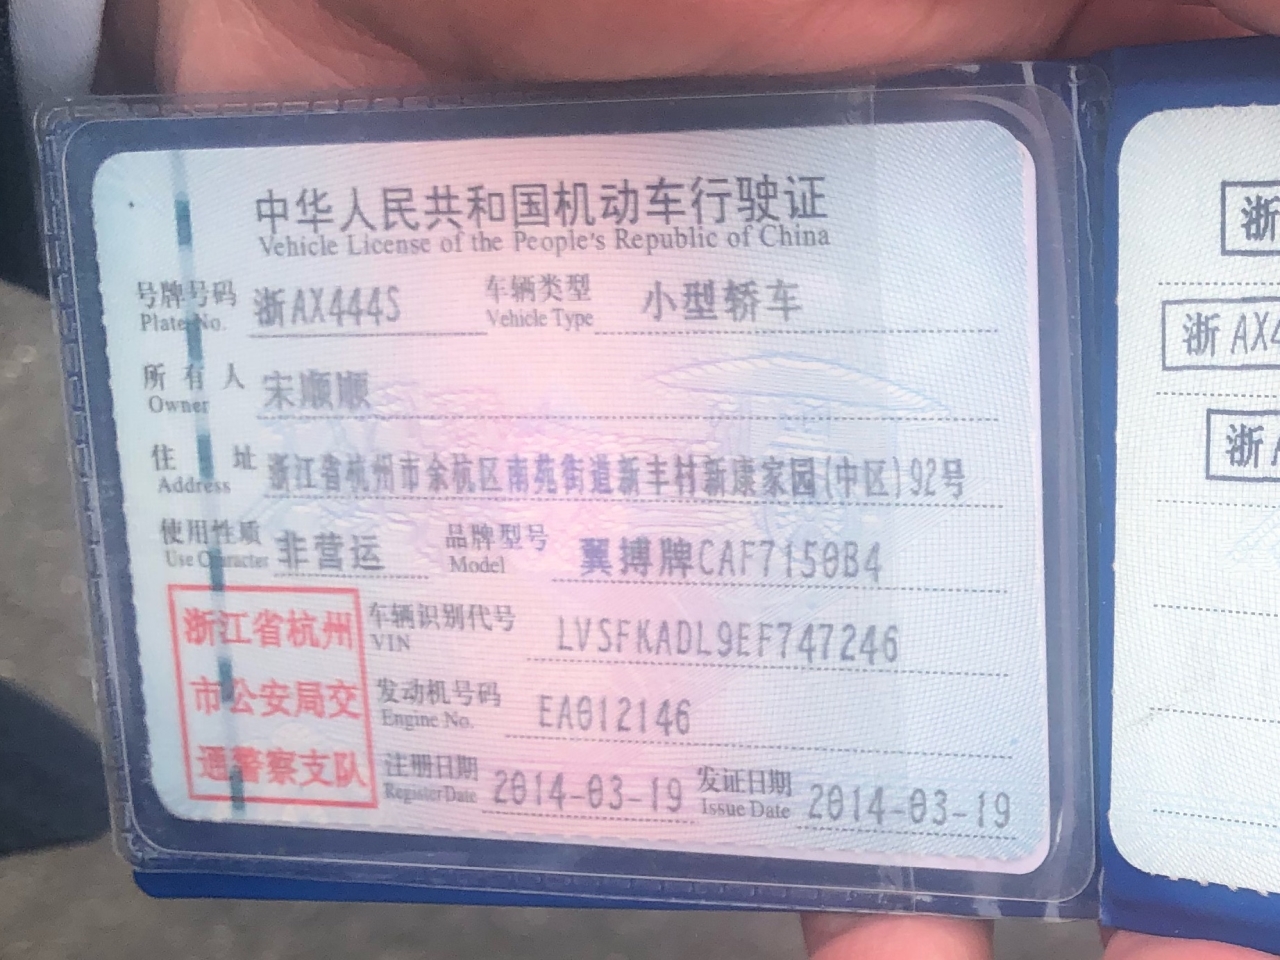 中华人民共和国机动车行驶证
Vehicle License of the People's Republic of China
号牌号码 浙AX444S 车辆类型 小型轿车
Plate No. Vehicle Type
所有人 宋顺顺
Owner
住址 浙江省杭州市余杭区南苑街道新丰村新康家园(中区)92号
Address
使用性质 非营运 品牌型号 翼搏牌CAF7150B4
Use Character Model
浙江省杭州
市公安局交
通警察支队
车辆识别代号 LVSFKADL9EF747246
VIN
发动机号码 EA012146
Engine No.
注册日期 2014-03-19 发证日期 2014-03-19
Register Date Issue Date
浙
浙 AX4
浙